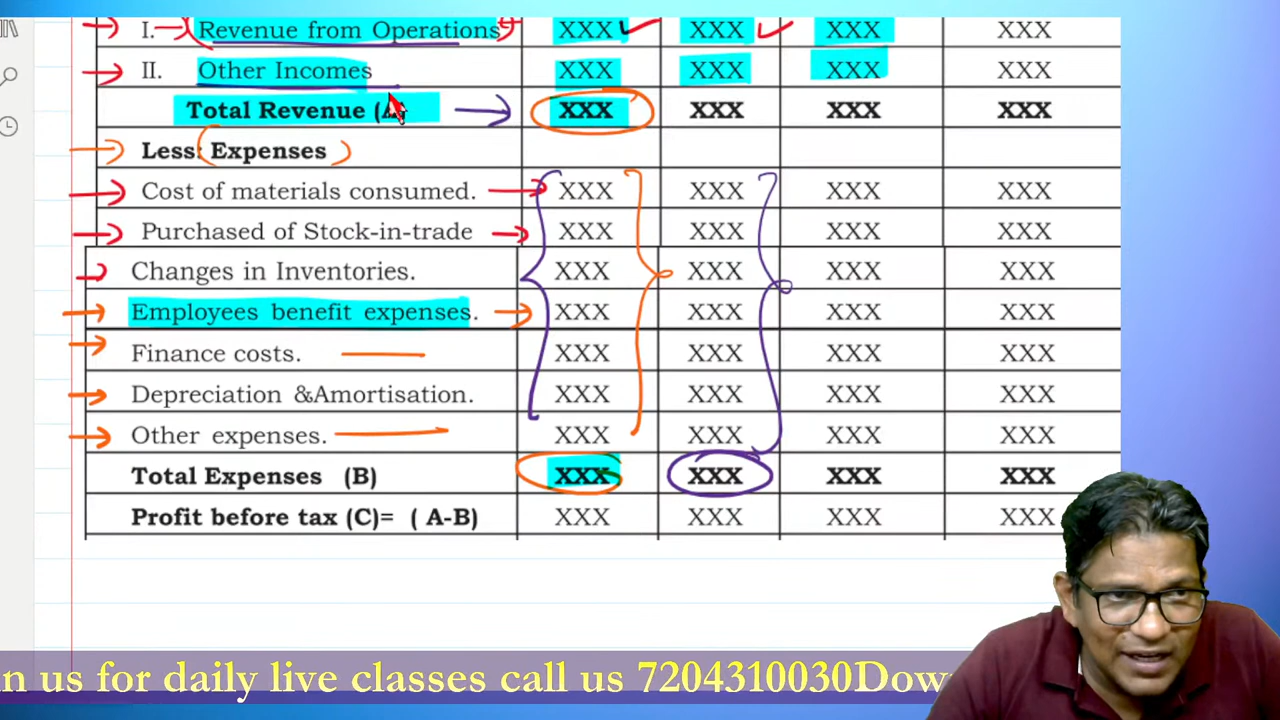 I. Revenue from Operations XXX XXX XXX XXX
II. Other Incomes XXX XXX XXX XXX
Total Revenue (A) XXX XXX XXX XXX
Less: Expenses
Cost of materials consumed. XXX XXX XXX XXX
Purchased of Stock-in-trade XXX XXX XXX XXX
Changes in Inventories. XXX XXX XXX XXX
Employees benefit expenses. XXX XXX XXX XXX
Finance costs. XXX XXX XXX XXX
Depreciation &Amortisation. XXX XXX XXX XXX
Other expenses. XXX XXX XXX XXX
Total Expenses (B) XXX XXX XXX XXX
Profit before tax (C)= ( A-B) XXX XXX XXX XXX
in us for daily live classes call us 7204310030Dow